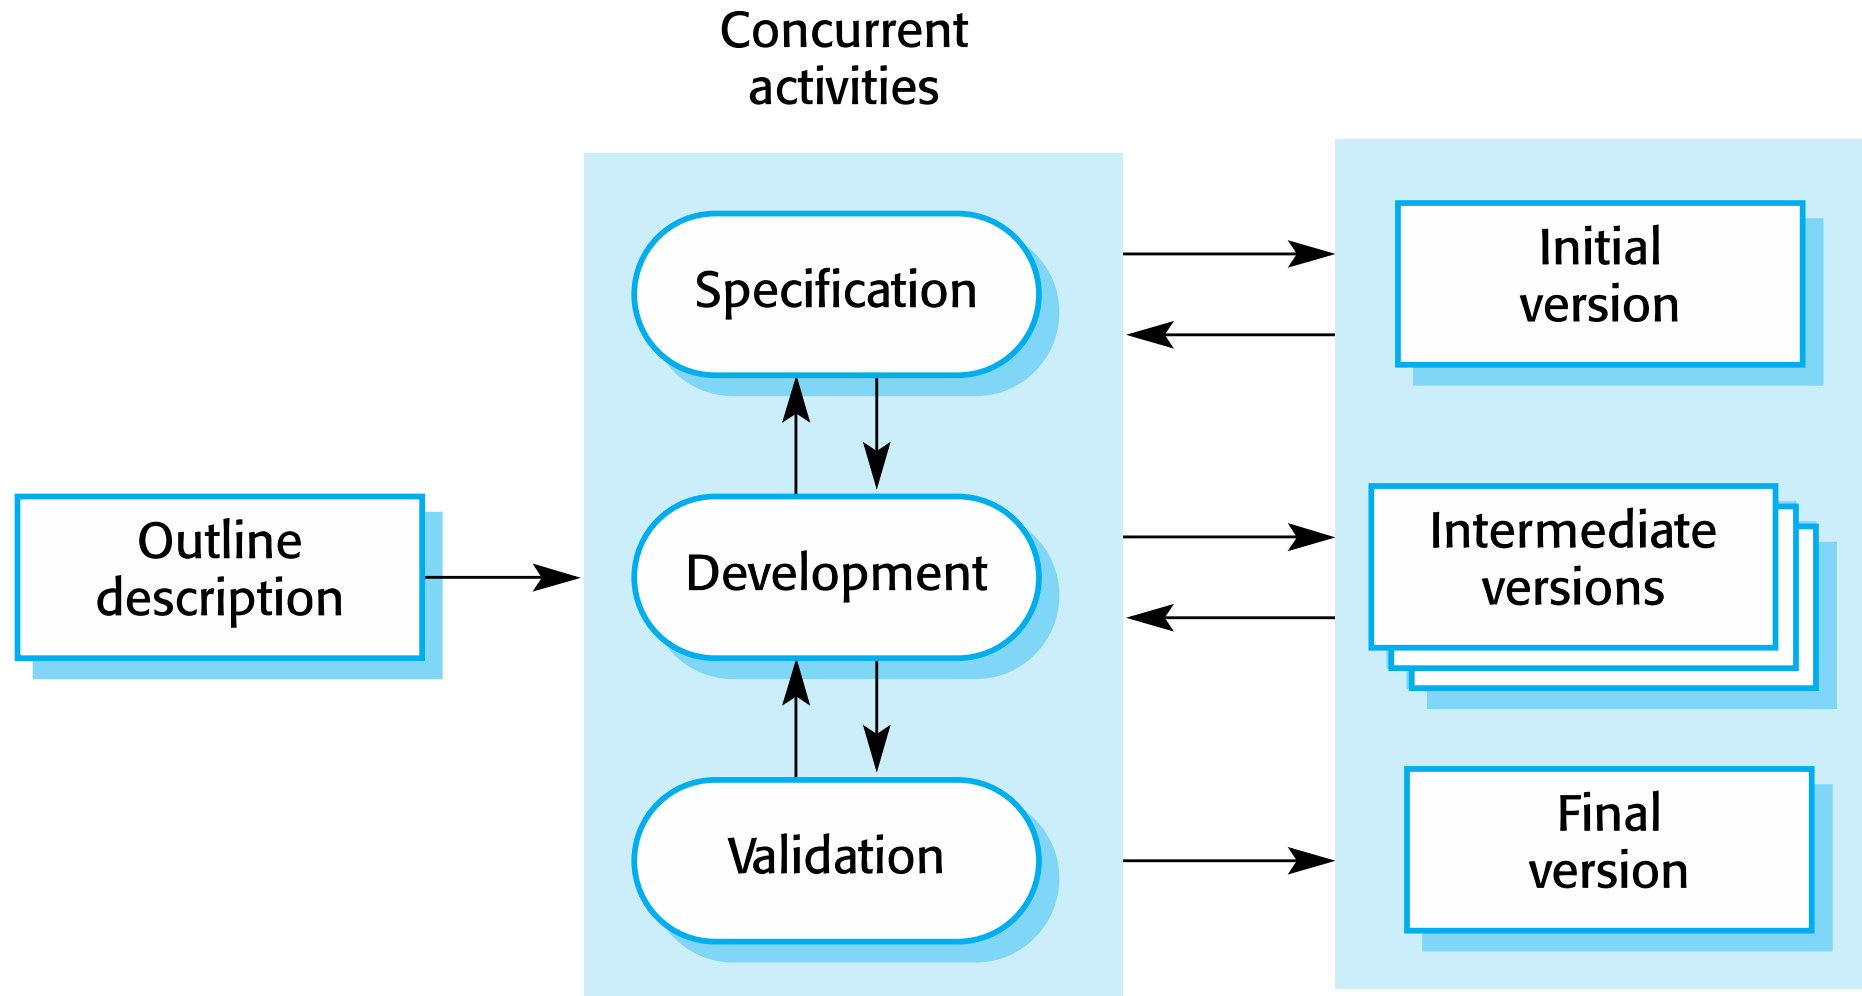 Concurrent
activities
Outline
description
Specification
Development
Validation
Initial
version
Intermediate
versions
Final
version